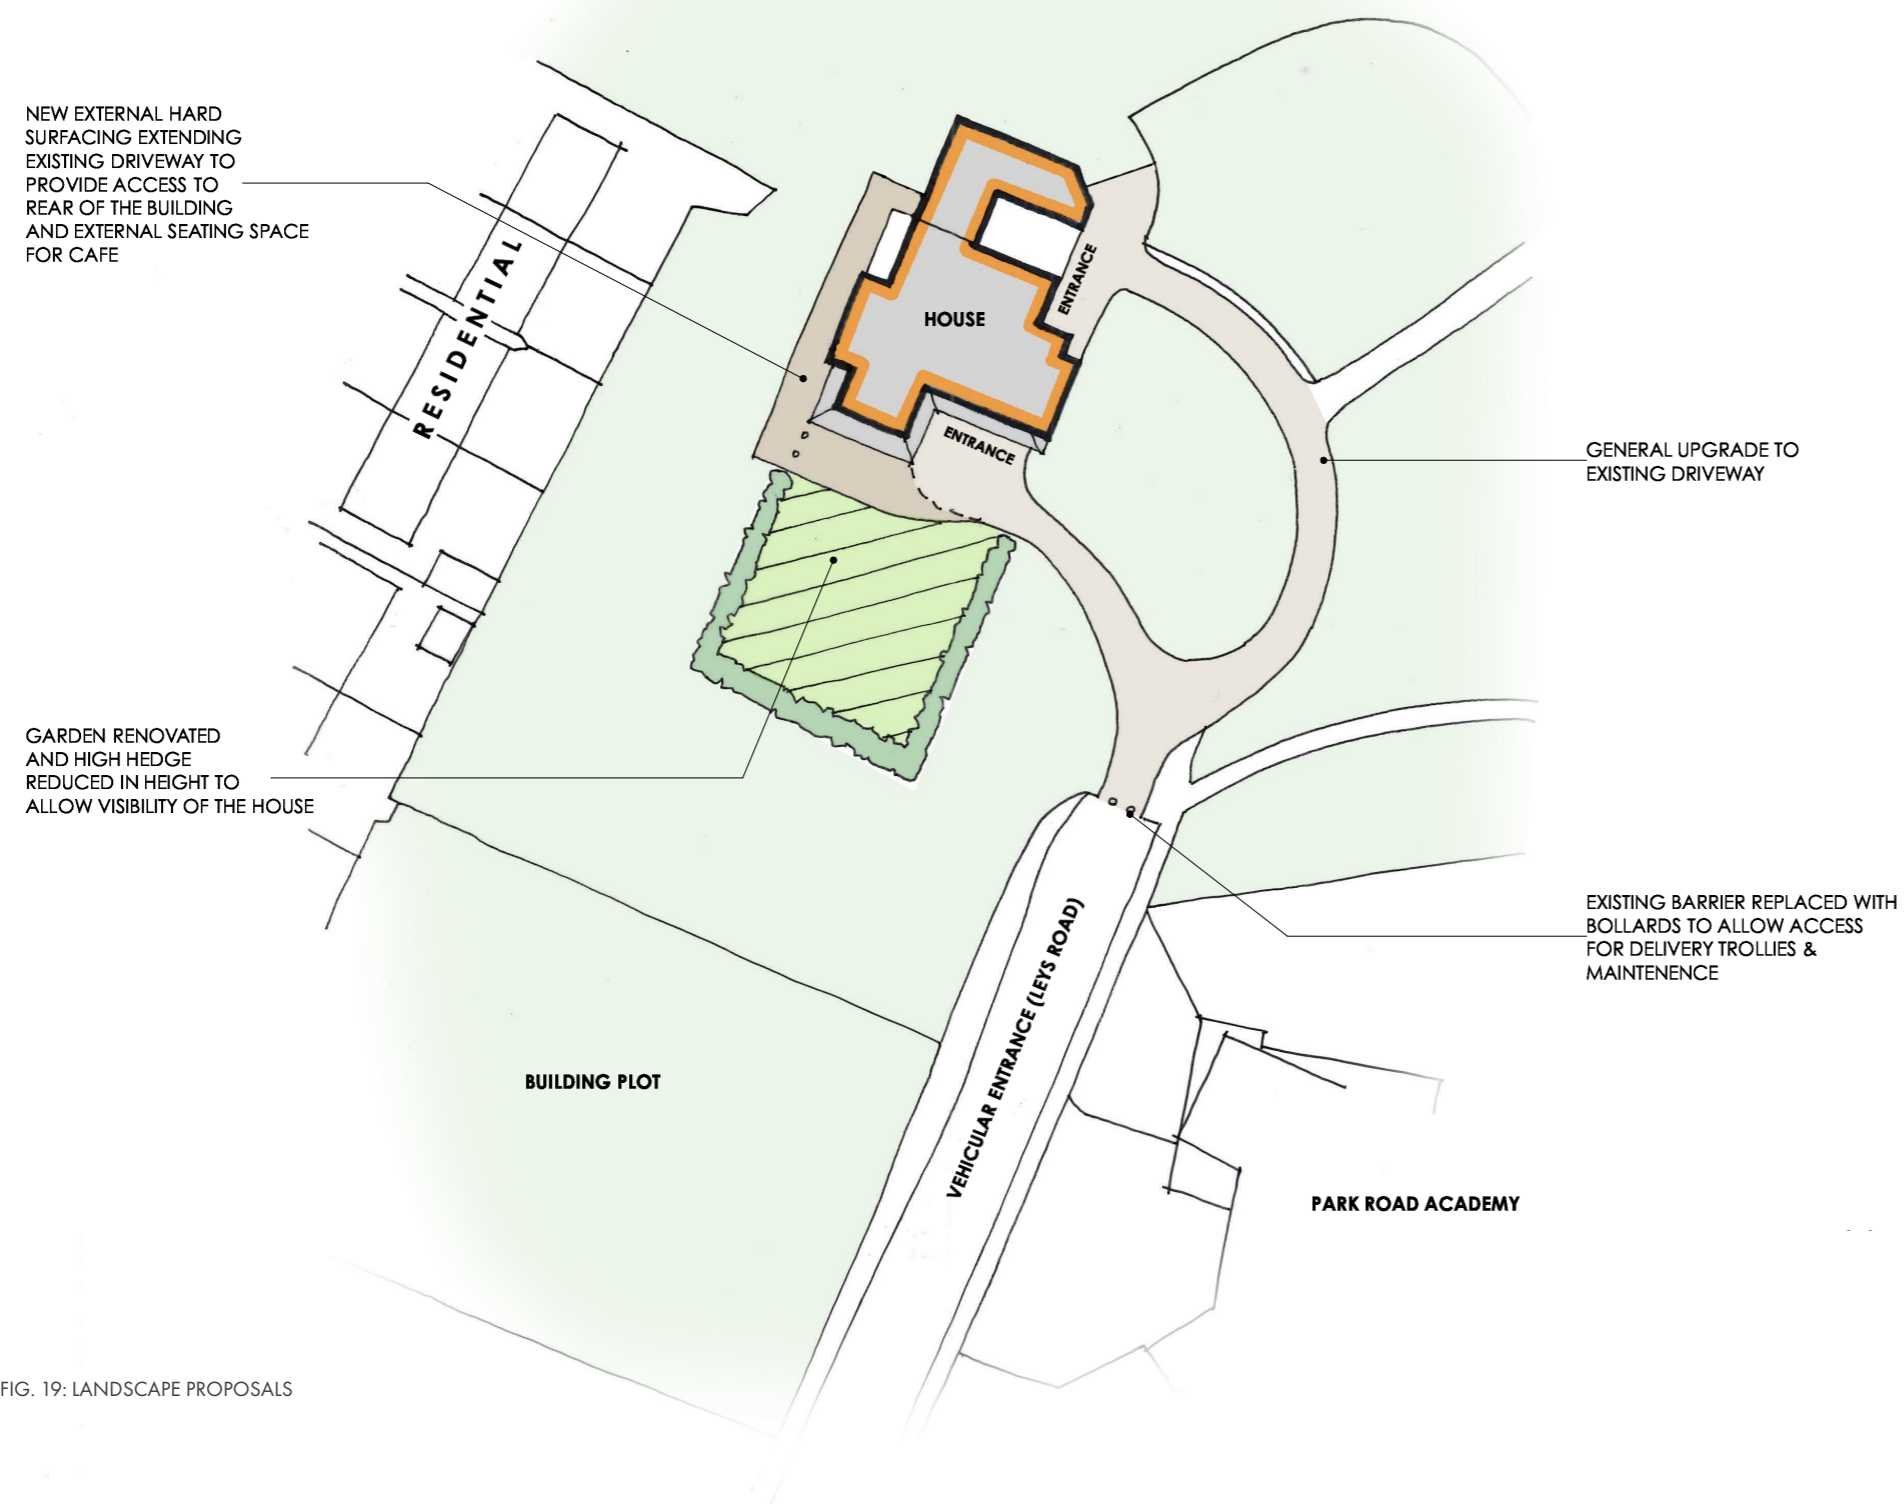 NEW EXTERNAL HARD
SURFACING EXTENDING
EXISTING DRIVEWAY TO
PROVIDE ACCESS TO
REAR OF THE BUILDING
AND EXTERNAL SEATING SPACE
FOR CAFE
RESIDENTIAL
HOUSE
ENTRANCE
ENTRANCE
GENERAL UPGRADE TO
EXISTING DRIVEWAY
GARDEN RENOVATED
AND HIGH HEDGE
REDUCED IN HEIGHT TO
ALLOW VISIBILITY OF THE HOUSE
EXISTING BARRIER REPLACED WITH
BOLLARDS TO ALLOW ACCESS
FOR DELIVERY TROLLIES &
MAINTENENCE
VEHICULAR ENTRANCE (LEYS ROAD)
BUILDING PLOT
PARK ROAD ACADEMY
FIG. 19: LANDSCAPE PROPOSALS